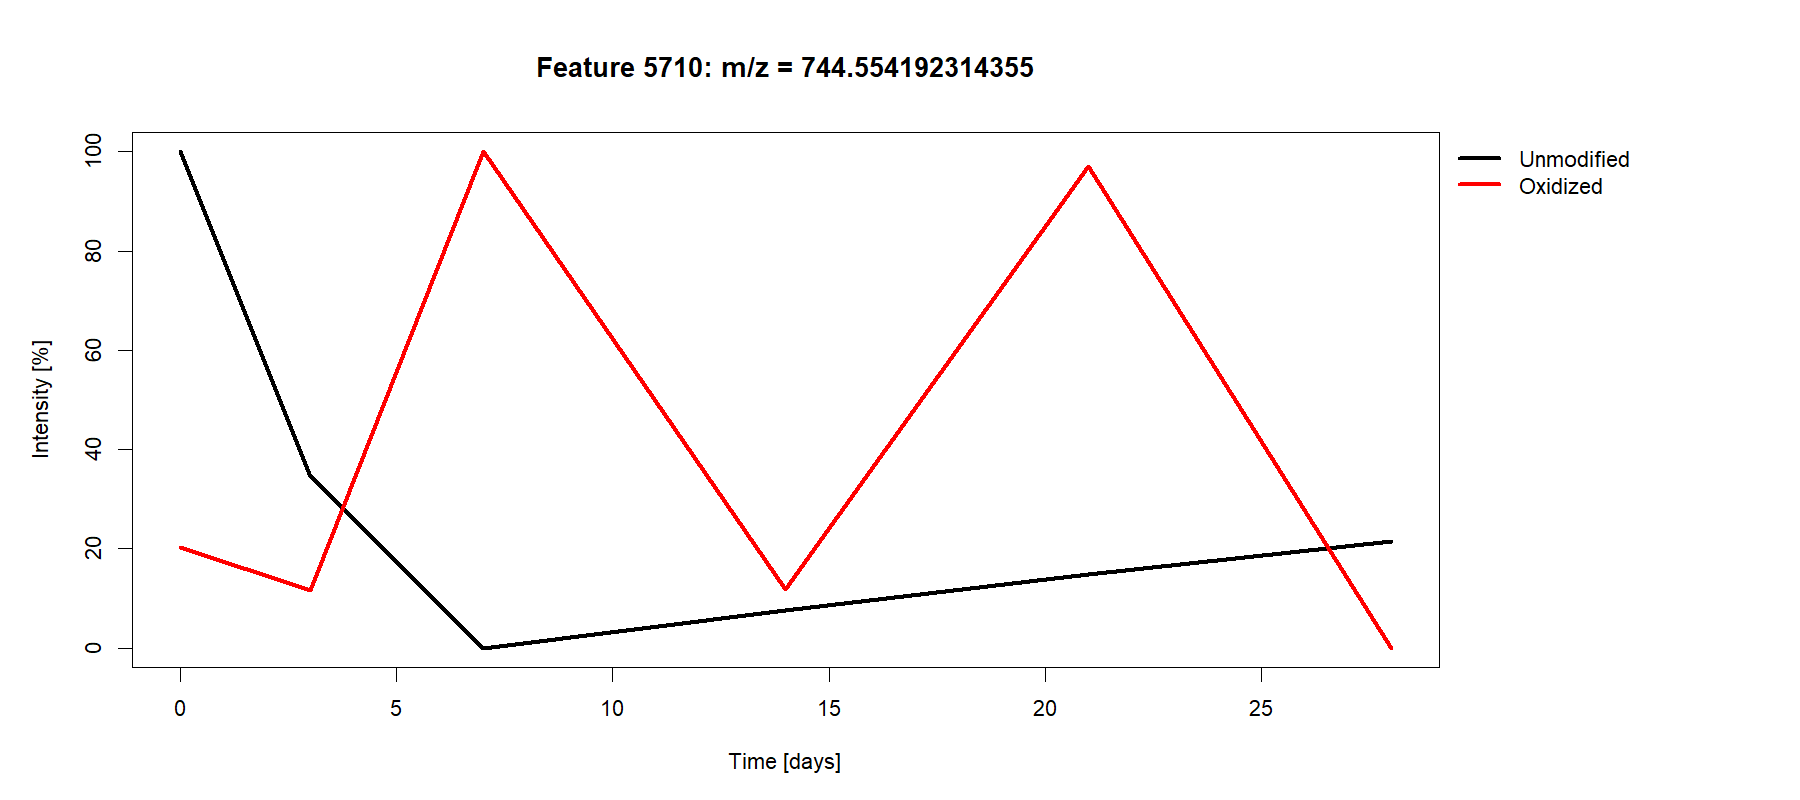 Feature 5710: m/z = 744.554192314355
Unmodified
Oxidized
Intensity [%]
100
80
60
40
20
0
0 5 10 15 20 25
Time [days]